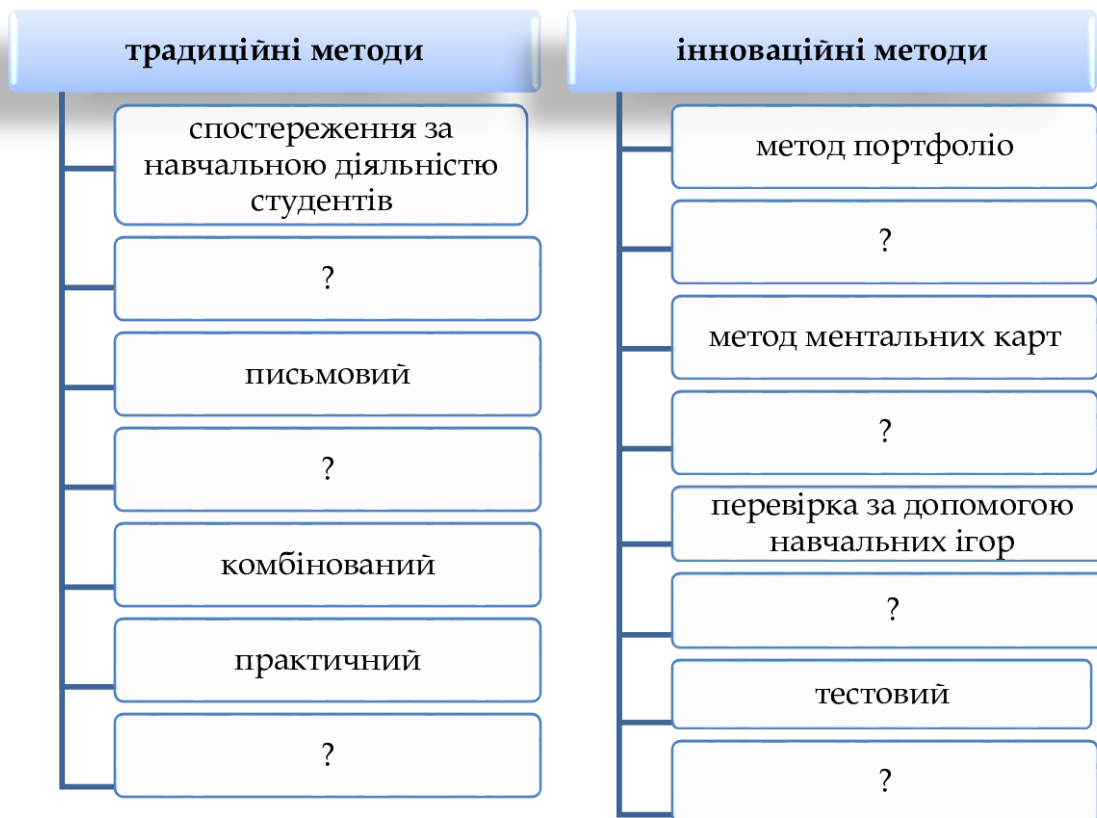 традиційні методи
спостереження за
навчальною діяльністю
студентів
?
письмовий
?
комбінований
практичний
?
інноваційні методи
метод портфоліо
?
метод ментальних карт
?
перевірка за допомогою
навчальних ігор
?
тестовий
?